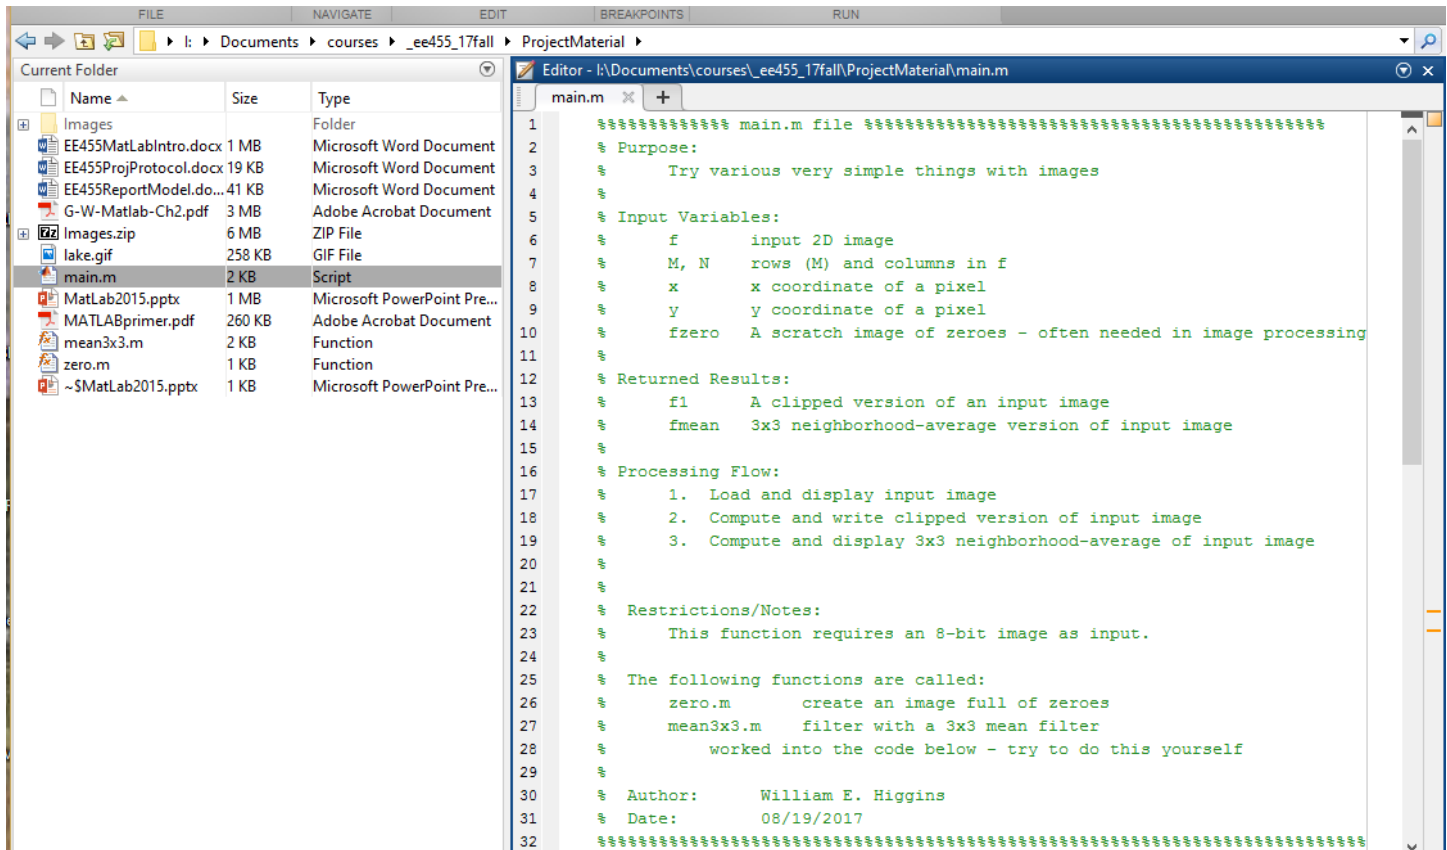 FILE NAVIGATE EDIT BREAKPOINTS RUN
I: Documents courses _ee455_17fall ProjectMaterial
Current Folder
Name Size Type
Images Folder
EE455MatLabIntro.docx 1 MB Microsoft Word Document
EE455ProjProtocol.docx 19 KB Microsoft Word Document
EE455ReportModel.do... 41 KB Microsoft Word Document
G-W-Matlab-Ch2.pdf 3 MB Adobe Acrobat Document
Images.zip 6 MB ZIP File
lake.gif 258 KB GIF File
main.m 2 KB Script
MatLab2015.pptx 1 MB Microsoft PowerPoint Pre...
MATLABprimer.pdf 260 KB Adobe Acrobat Document
mean3x3.m 2 KB Function
zero.m 1 KB Function
~$MatLab2015.pptx 1 KB Microsoft PowerPoint Pre...
Editor - I:\Documents\courses\_ee455_17fall\ProjectMaterial\main.m
main.m +
1 %%%%%%%%%%%%% main.m file %%%%%%%%%%%%%%%%%%%%%%%%%%%%%%%%%%%%%%%%%%%%%
2 % Purpose:
3 % Try various very simple things with images
4 %
5 % Input Variables:
6 % f input 2D image
7 % M, N rows (M) and columns in f
8 % x x coordinate of a pixel
9 % y y coordinate of a pixel
10 % fzero A scratch image of zeroes - often needed in image processing
11 %
12 % Returned Results:
13 % f1 A clipped version of an input image
14 % fmean 3x3 neighborhood-average version of input image
15 %
16 % Processing Flow:
17 % 1. Load and display input image
18 % 2. Compute and write clipped version of input image
19 % 3. Compute and display 3x3 neighborhood-average of input image
20 %
21 %
22 % Restrictions/Notes:
23 % This function requires an 8-bit image as input.
24 %
25 % The following functions are called:
26 % zero.m create an image full of zeroes
27 % mean3x3.m filter with a 3x3 mean filter
28 % worked into the code below - try to do this yourself
29 %
30 % Author: William E. Higgins
31 % Date: 08/19/2017
32 %%%%%%%%%%%%%%%%%%%%%%%%%%%%%%%%%%%%%%%%%%%%%%%%%%%%%%%%%%%%%%%%%%%%%%%%%%%